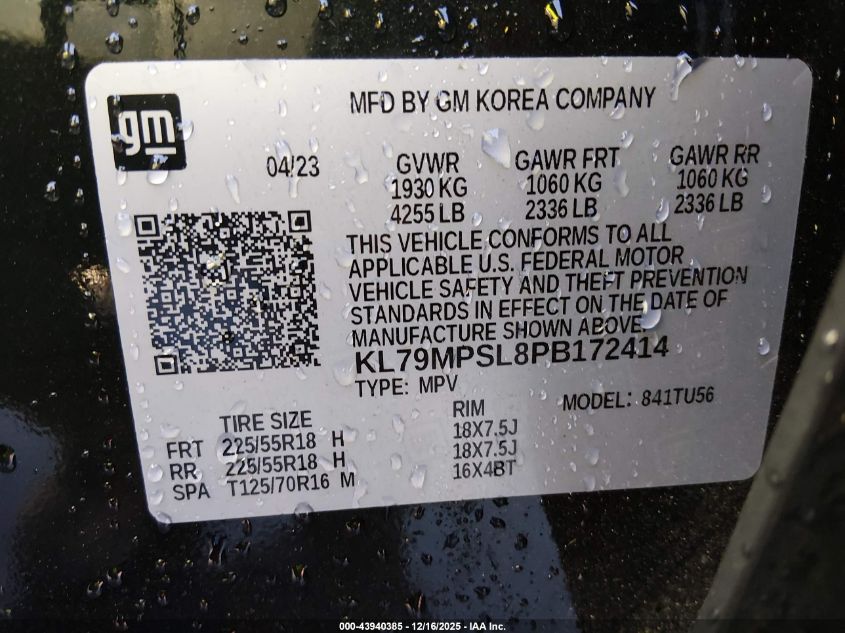 MFD BY GM KOREA COMPANY
gm
04/23 GVWR GAWR FRT GAWR RR
1930 KG 1060 KG 1060 KG
4255 LB 2336 LB 2336 LB
THIS VEHICLE CONFORMS TO ALL
APPLICABLE U.S. FEDERAL MOTOR
VEHICLE SAFETY AND THEFT PREVENTION
STANDARDS IN EFFECT ON THE DATE OF
MANUFACTURE SHOWN ABOVE.
KL79MPSL8PB172414
TYPE: MPV MODEL: 841TU56
TIRE SIZE RIM
FRT 225/55R18 H 18X7.5J
RR 225/55R18 H 18X7.5J
SPA T125/70R16 M 16X4BT
000-43940385 - 12/16/2025 - IAA Inc.